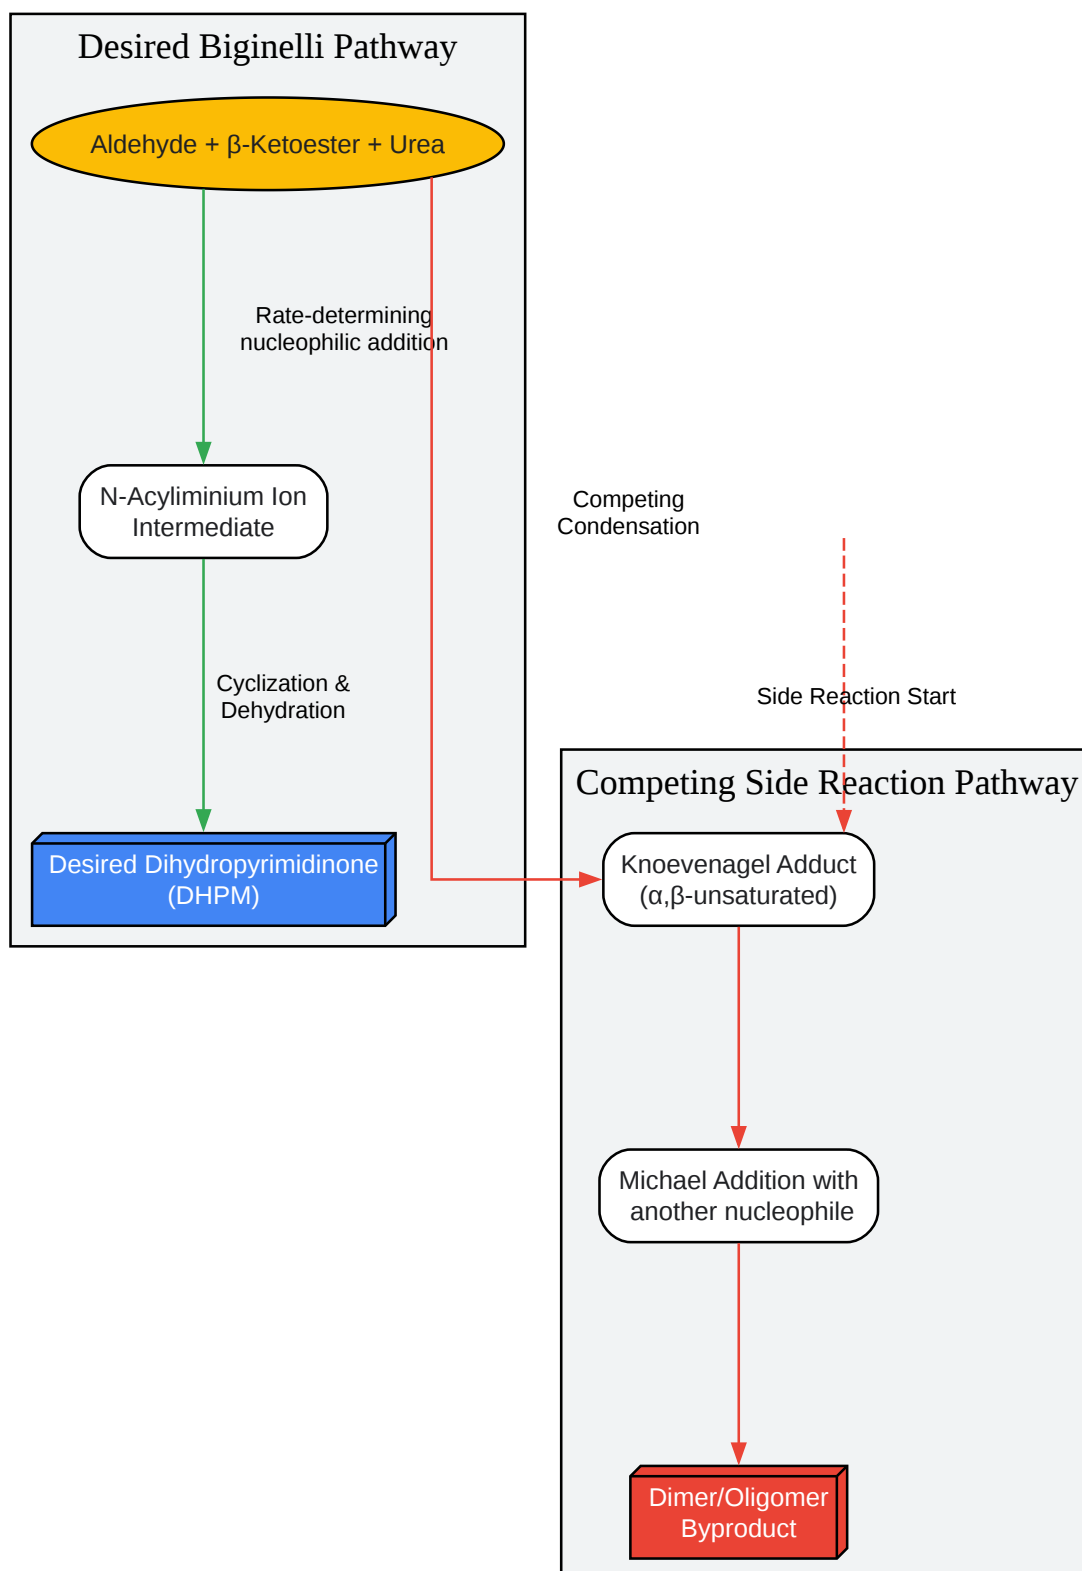 Desired Biginelli Pathway
Aldehyde + β-Ketoester + Urea
Rate-determining
nucleophilic addition
N-Acyliminium Ion
Intermediate
Competing
Condensation
Cyclization &
Dehydration
Side Reaction Start
Competing Side Reaction Pathway
Desired Dihydropyrimidinone
(DHPM)
Knoevenagel Adduct
(α,β-unsaturated)
Michael Addition with
another nucleophile
Dimer/Oligomer
Byproduct